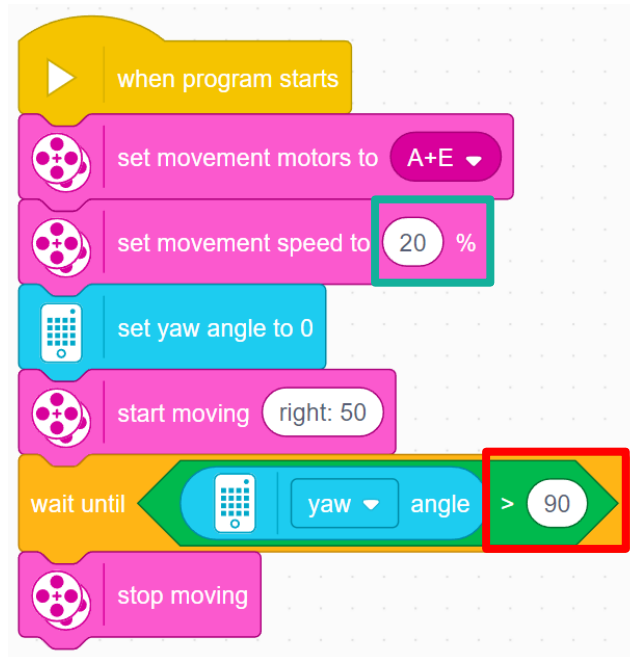 when program starts
set movement motors to A+E
set movement speed to 20 %
set yaw angle to 0
start moving right: 50
wait until yaw angle > 90
stop moving